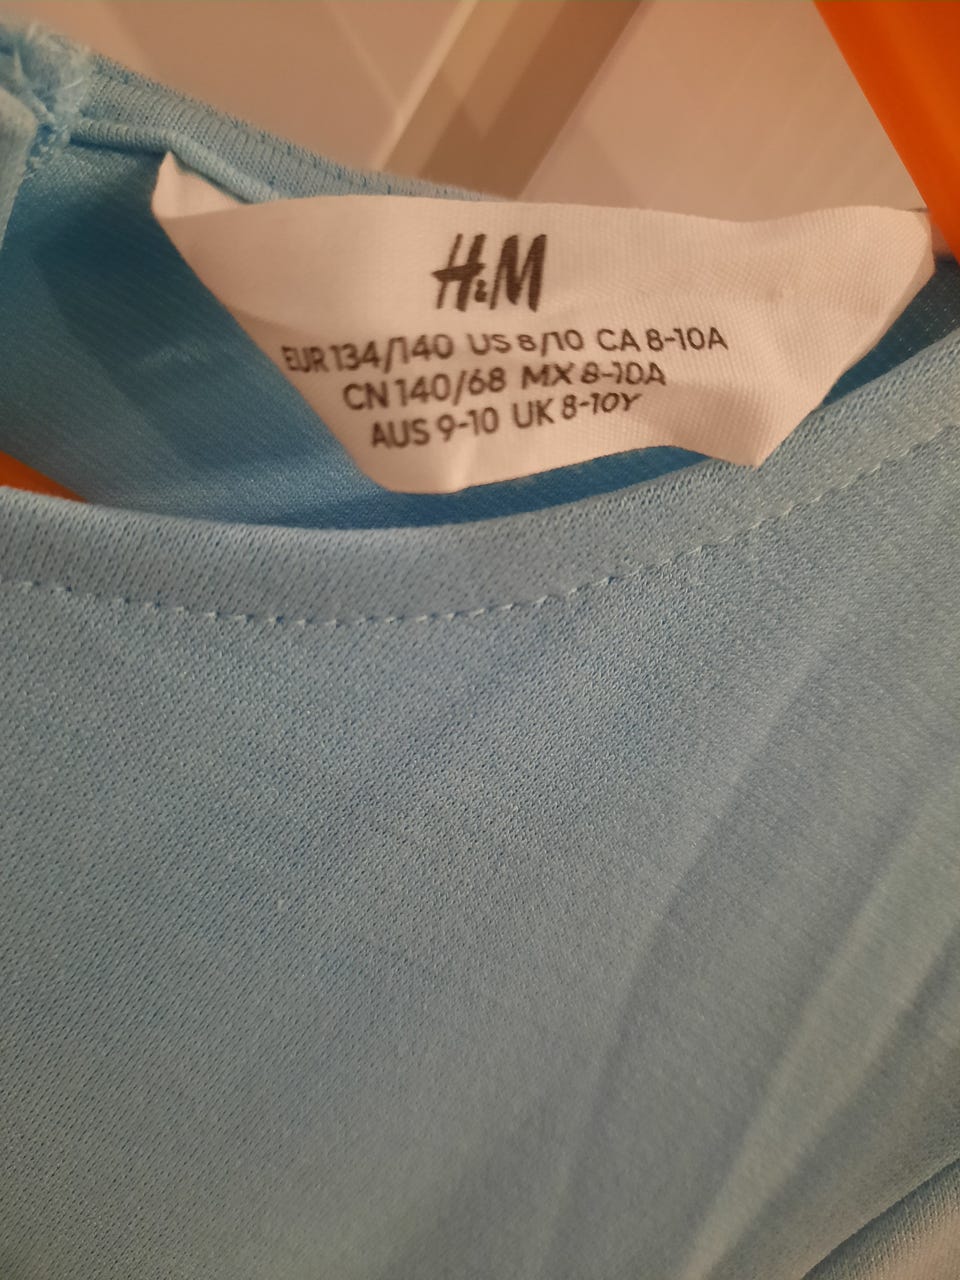 H&M
EUR 134/140 US 8/10 CA 8-10A
CN 140/68 MX 8-10A
AUS 9-10 UK 8-10Y